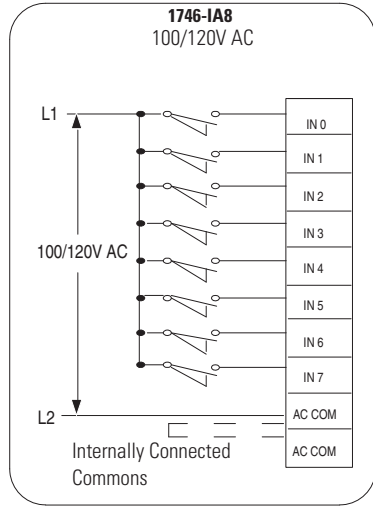 1746-IA8
100/120V AC
L1
IN 0
IN 1
IN 2
IN 3
100/120V AC
IN 4
IN 5
IN 6
IN 7
L2
AC COM
Internally Connected
Commons
AC COM